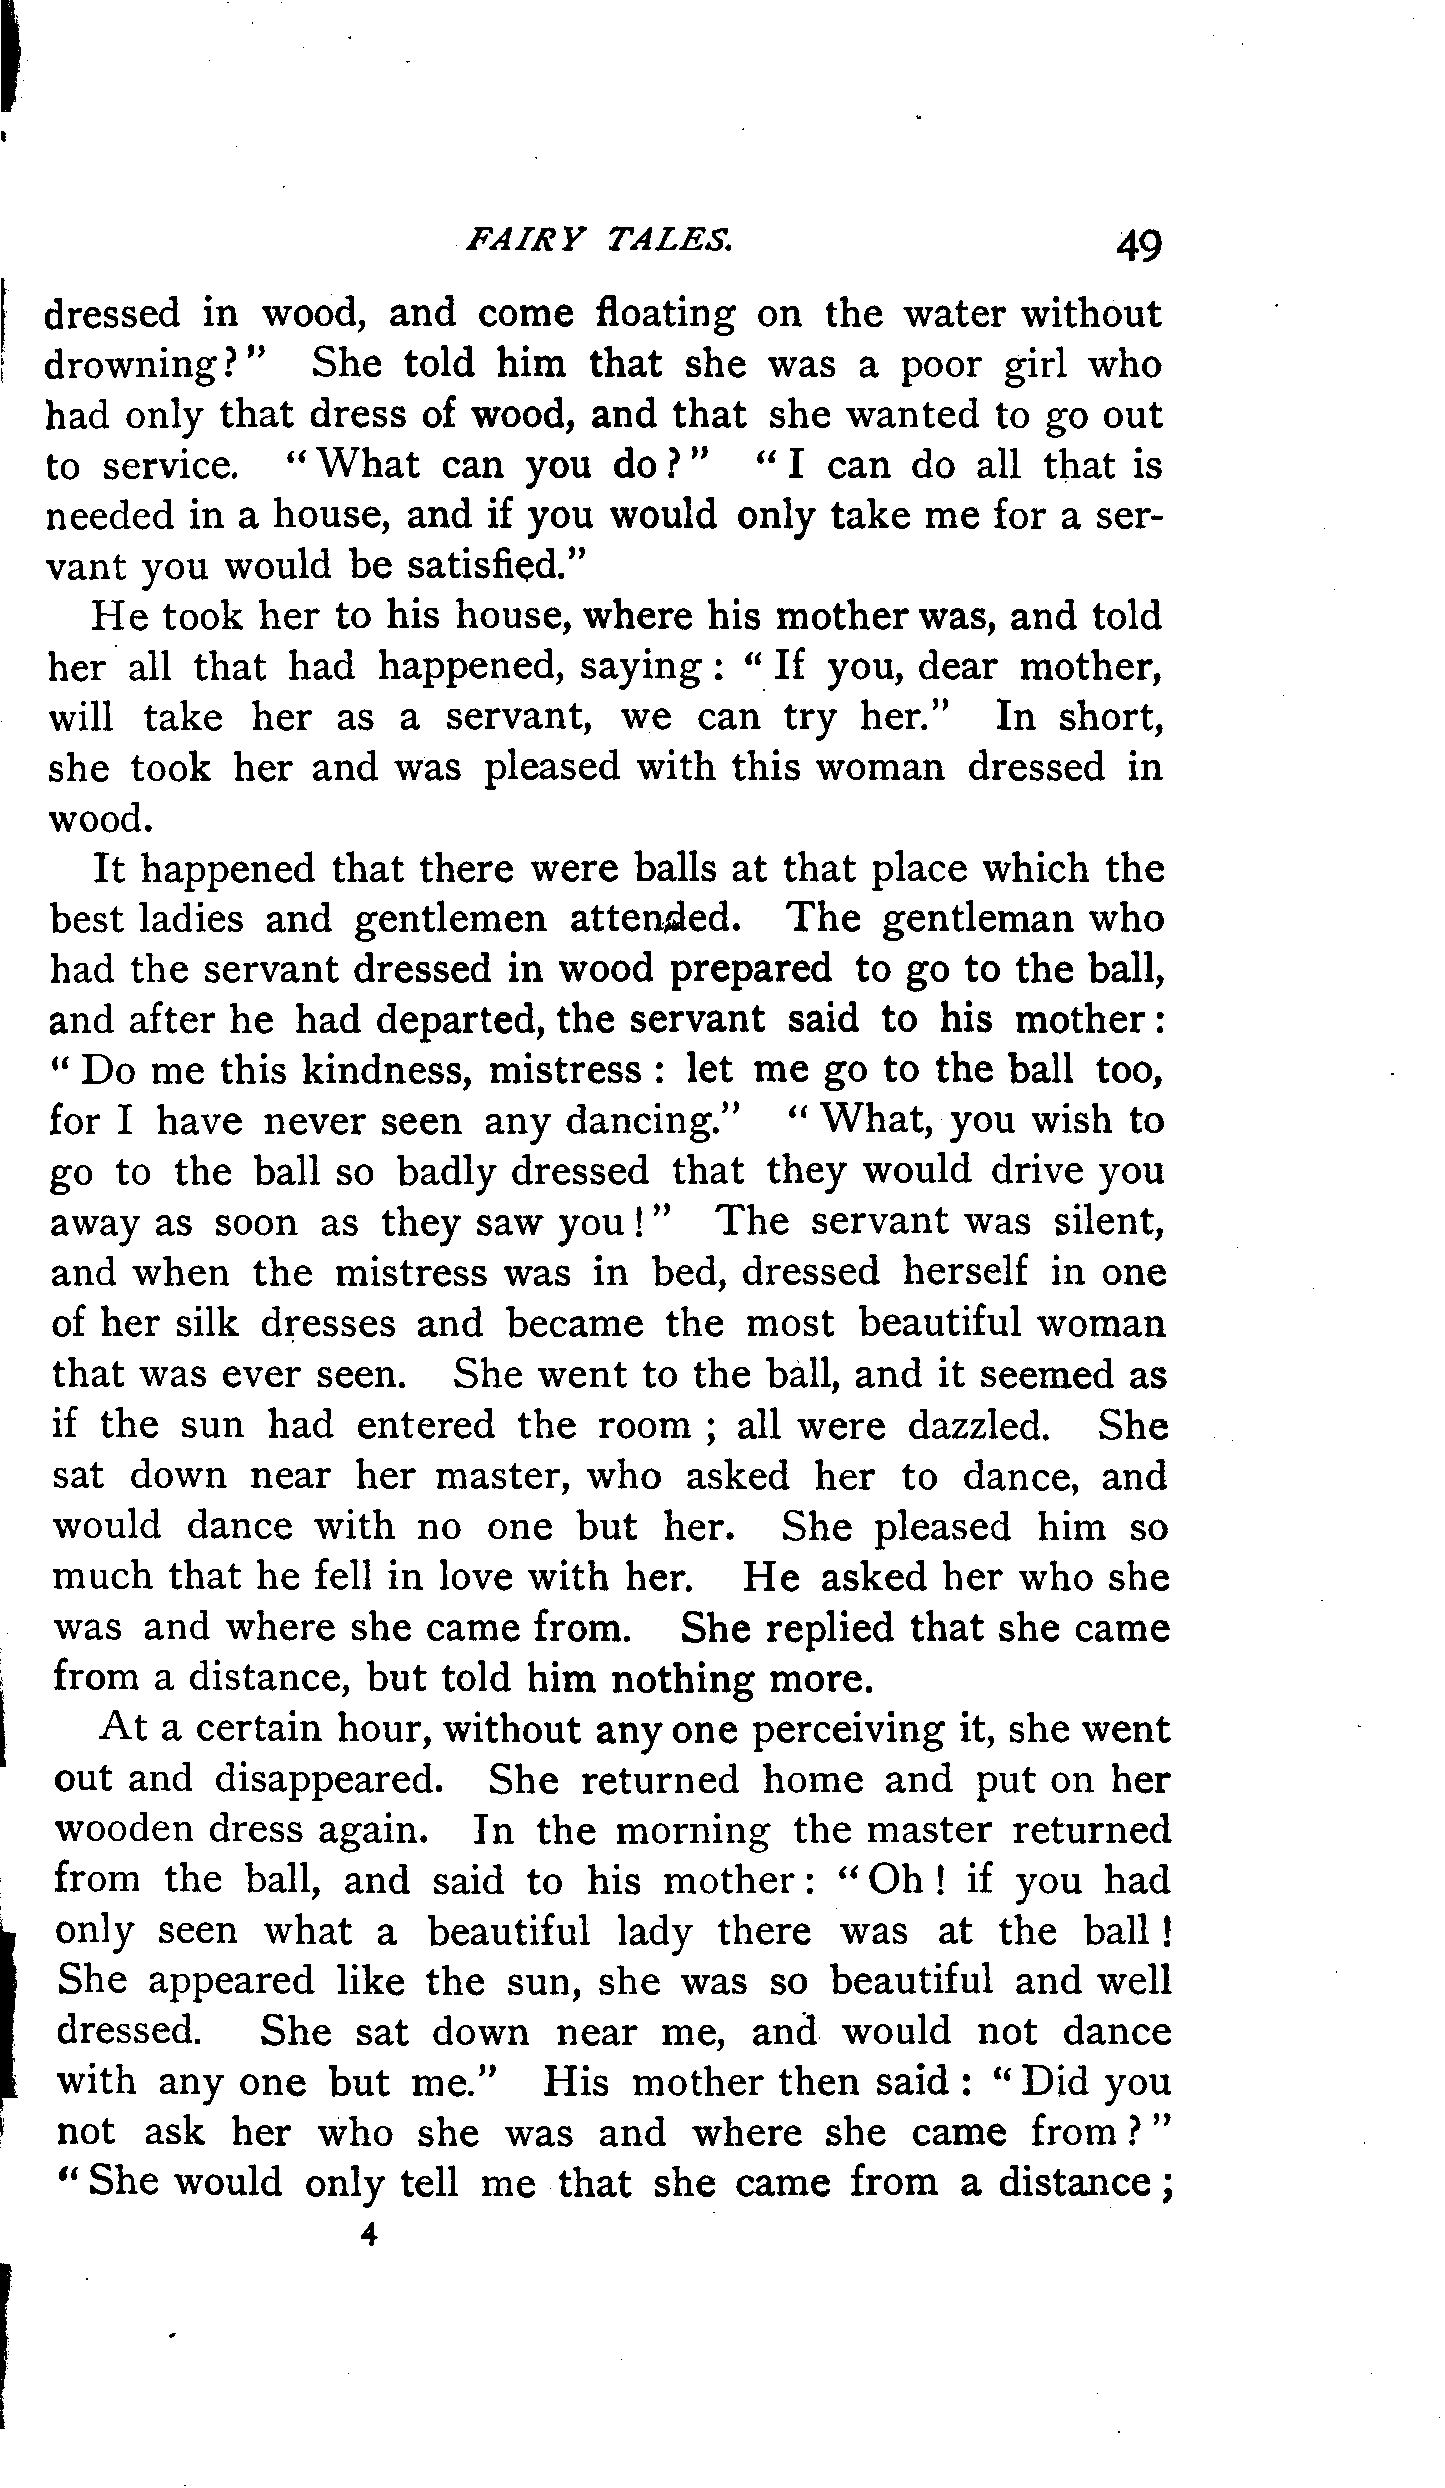 FAIRY TALES. 49
dressed in wood, and come floating on the water without
drowning?" She told him that she was a poor girl who
had only that dress of wood, and that she wanted to go out
to service. "What can you do?" "I can do all that is
needed in a house, and if you would only take me for a ser-
vant you would be satisfied."
He took her to his house, where his mother was, and told
her all that had happened, saying: "If you, dear mother,
will take her as a servant, we can try her." In short,
she took her and was pleased with this woman dressed in
wood.
It happened that there were balls at that place which the
best ladies and gentlemen attended. The gentleman who
had the servant dressed in wood prepared to go to the ball,
and after he had departed, the servant said to his mother:
"Do me this kindness, mistress: let me go to the ball too,
for I have never seen any dancing." "What, you wish to
go to the ball so badly dressed that they would drive you
away as soon as they saw you!" The servant was silent,
and when the mistress was in bed, dressed herself in one
of her silk dresses and became the most beautiful woman
that was ever seen. She went to the ball, and it seemed as
if the sun had entered the room; all were dazzled. She
sat down near her master, who asked her to dance, and
would dance with no one but her. She pleased him so
much that he fell in love with her. He asked her who she
was and where she came from. She replied that she came
from a distance, but told him nothing more.
At a certain hour, without any one perceiving it, she went
out and disappeared. She returned home and put on her
wooden dress again. In the morning the master returned
from the ball, and said to his mother: "Oh! if you had
only seen what a beautiful lady there was at the ball!
She appeared like the sun, she was so beautiful and well
dressed. She sat down near me, and would not dance
with any one but me." His mother then said: "Did you
not ask her who she was and where she came from?"
"She would only tell me that she came from a distance;
4